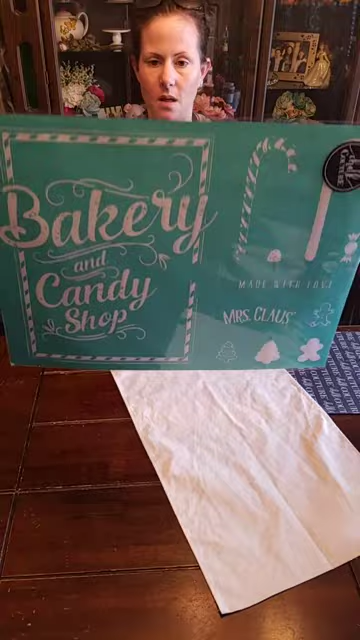 Bakery
and
Candy
Shop
MADE WITH LOVE
MRS. CLAUS'